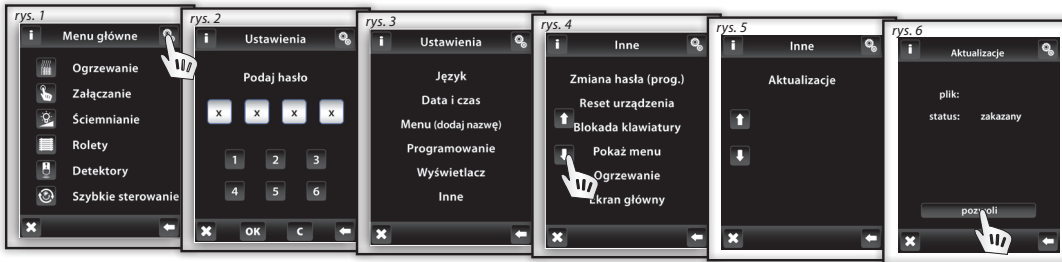 rys. 1
i Menu główne
Ogrzewanie
Załączanie
Ściemnianie
Rolety
Detektory
Szybkie sterowanie
rys. 2
i Ustawienia
Podaj hasło
x x x x
1 2 3
4 5 6
OK C
rys. 3
i Ustawienia
Język
Data i czas
Menu (dodaj nazwę)
Programowanie
Wyświetlacz
Inne
rys. 4
i Inne
Zmiana hasła (prog.)
Reset urządzenia
Blokada klawiatury
Pokaż menu
Ogrzewanie
Ekran główny
rys. 5
i Inne
Aktualizacje
rys. 6
i Aktualizacje
plik:
status: zakazany